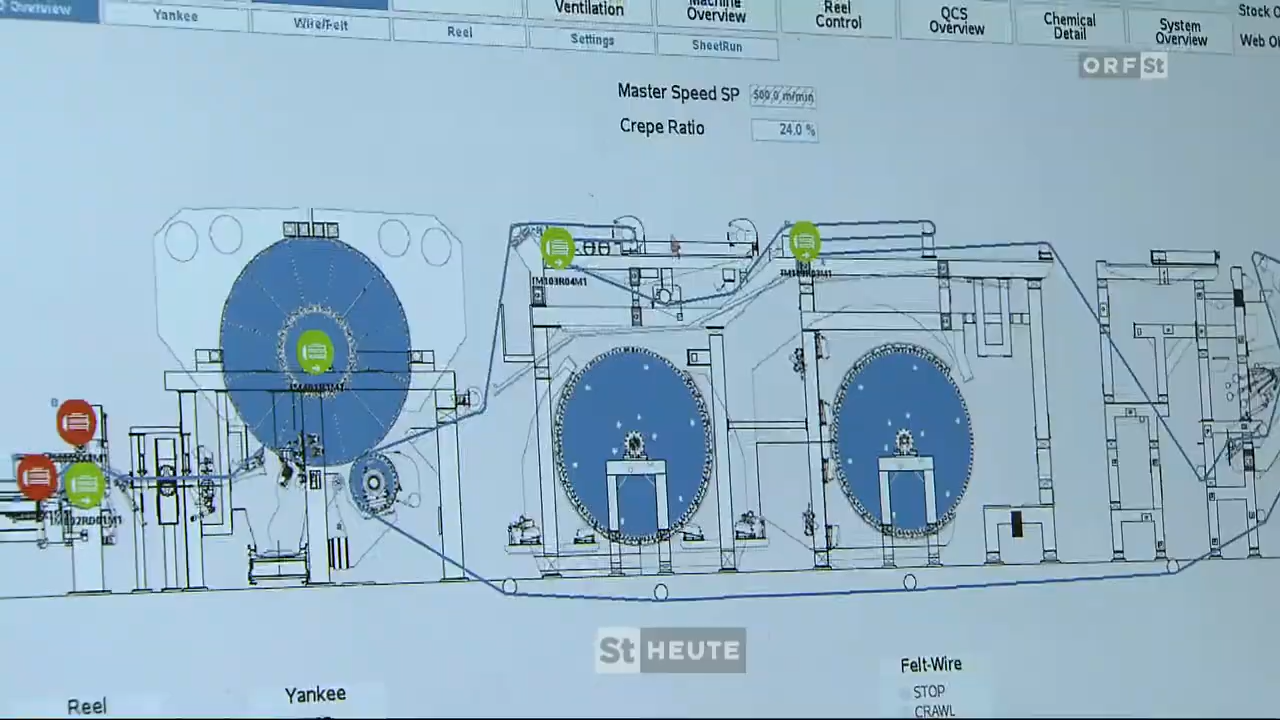 Overview
Yankee
Wire/Felt
Reel
Ventilation
Settings
Machine
Overview
SheetRun
Reel
Control
QCS
Overview
Chemical
Detail
System
Overview
Stock
Web
ORF St
Master Speed SP 500.0 m/min
Crepe Ratio 24.0 %
St HEUTE
Reel
Yankee
Felt-Wire
STOP
CRAWL